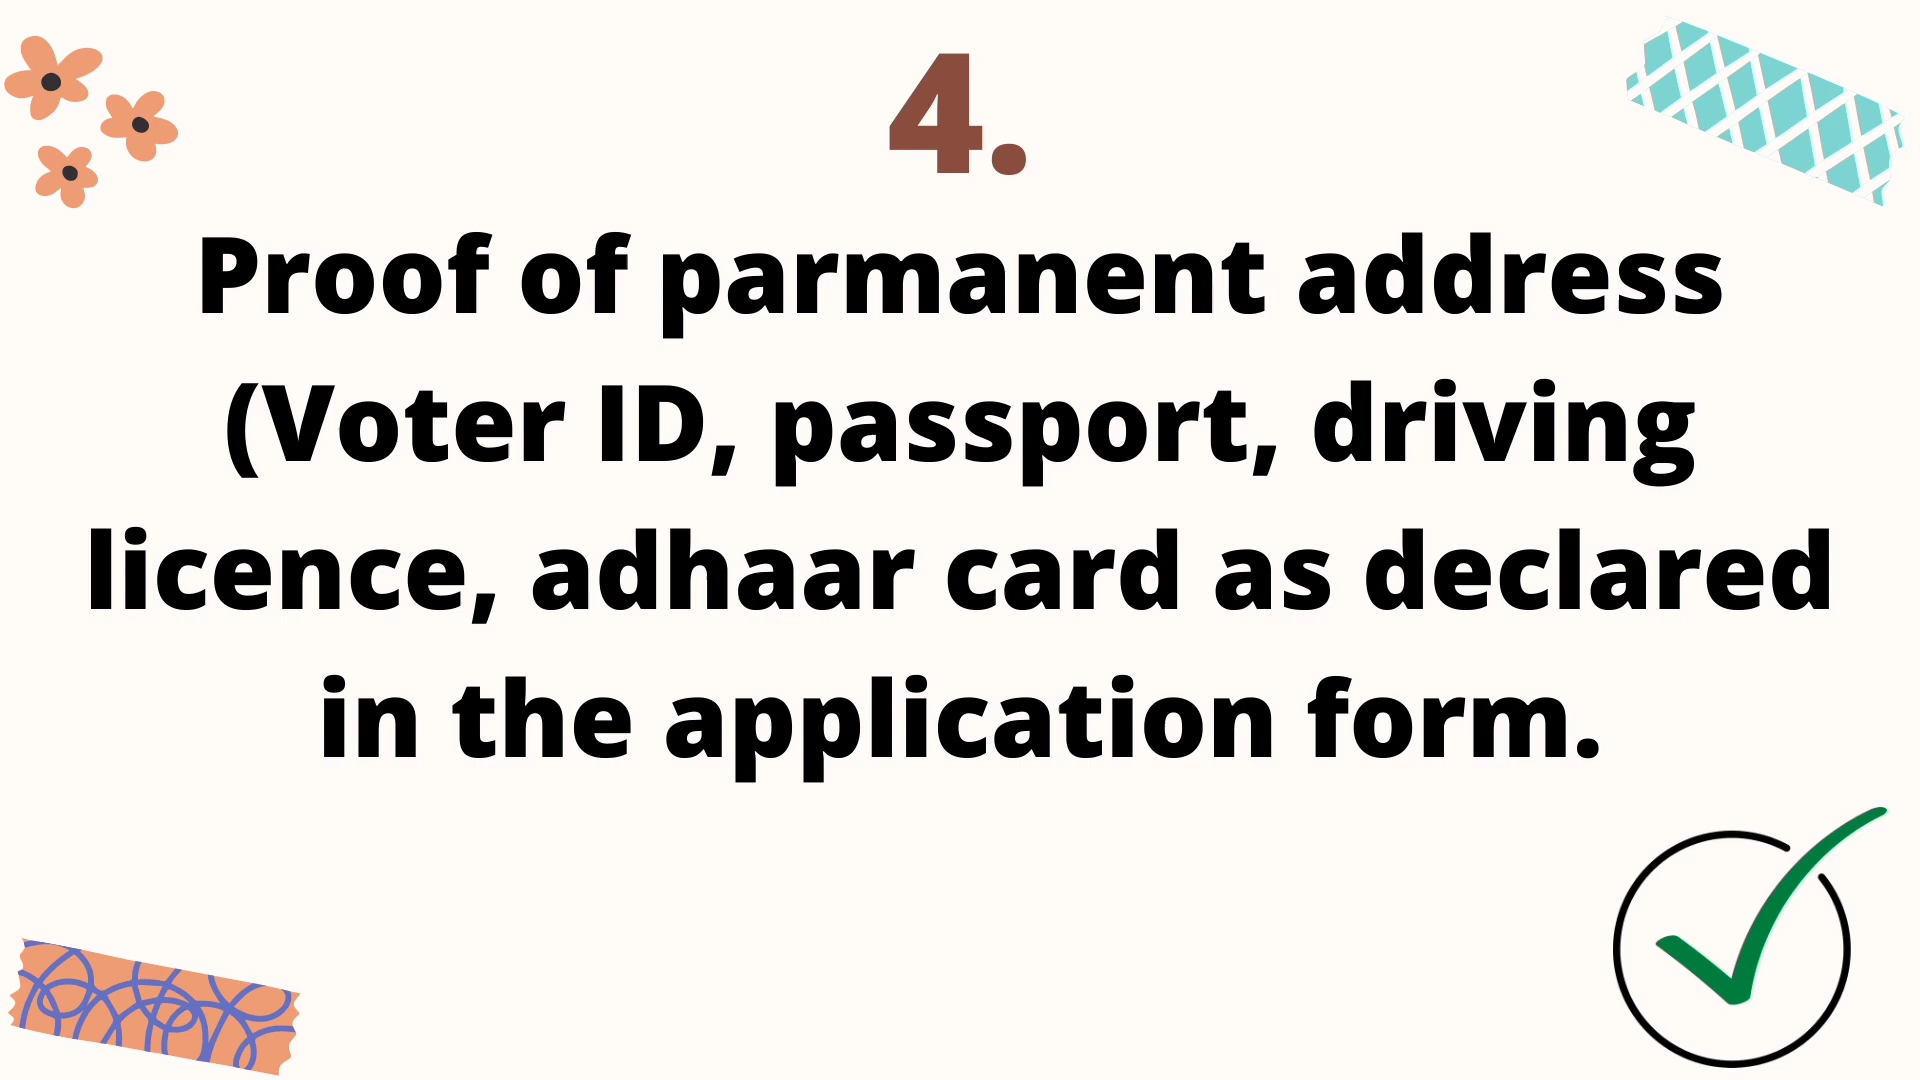 4.
Proof of parmanent address
(Voter ID, passport, driving
licence, adhaar card as declared
in the application form.